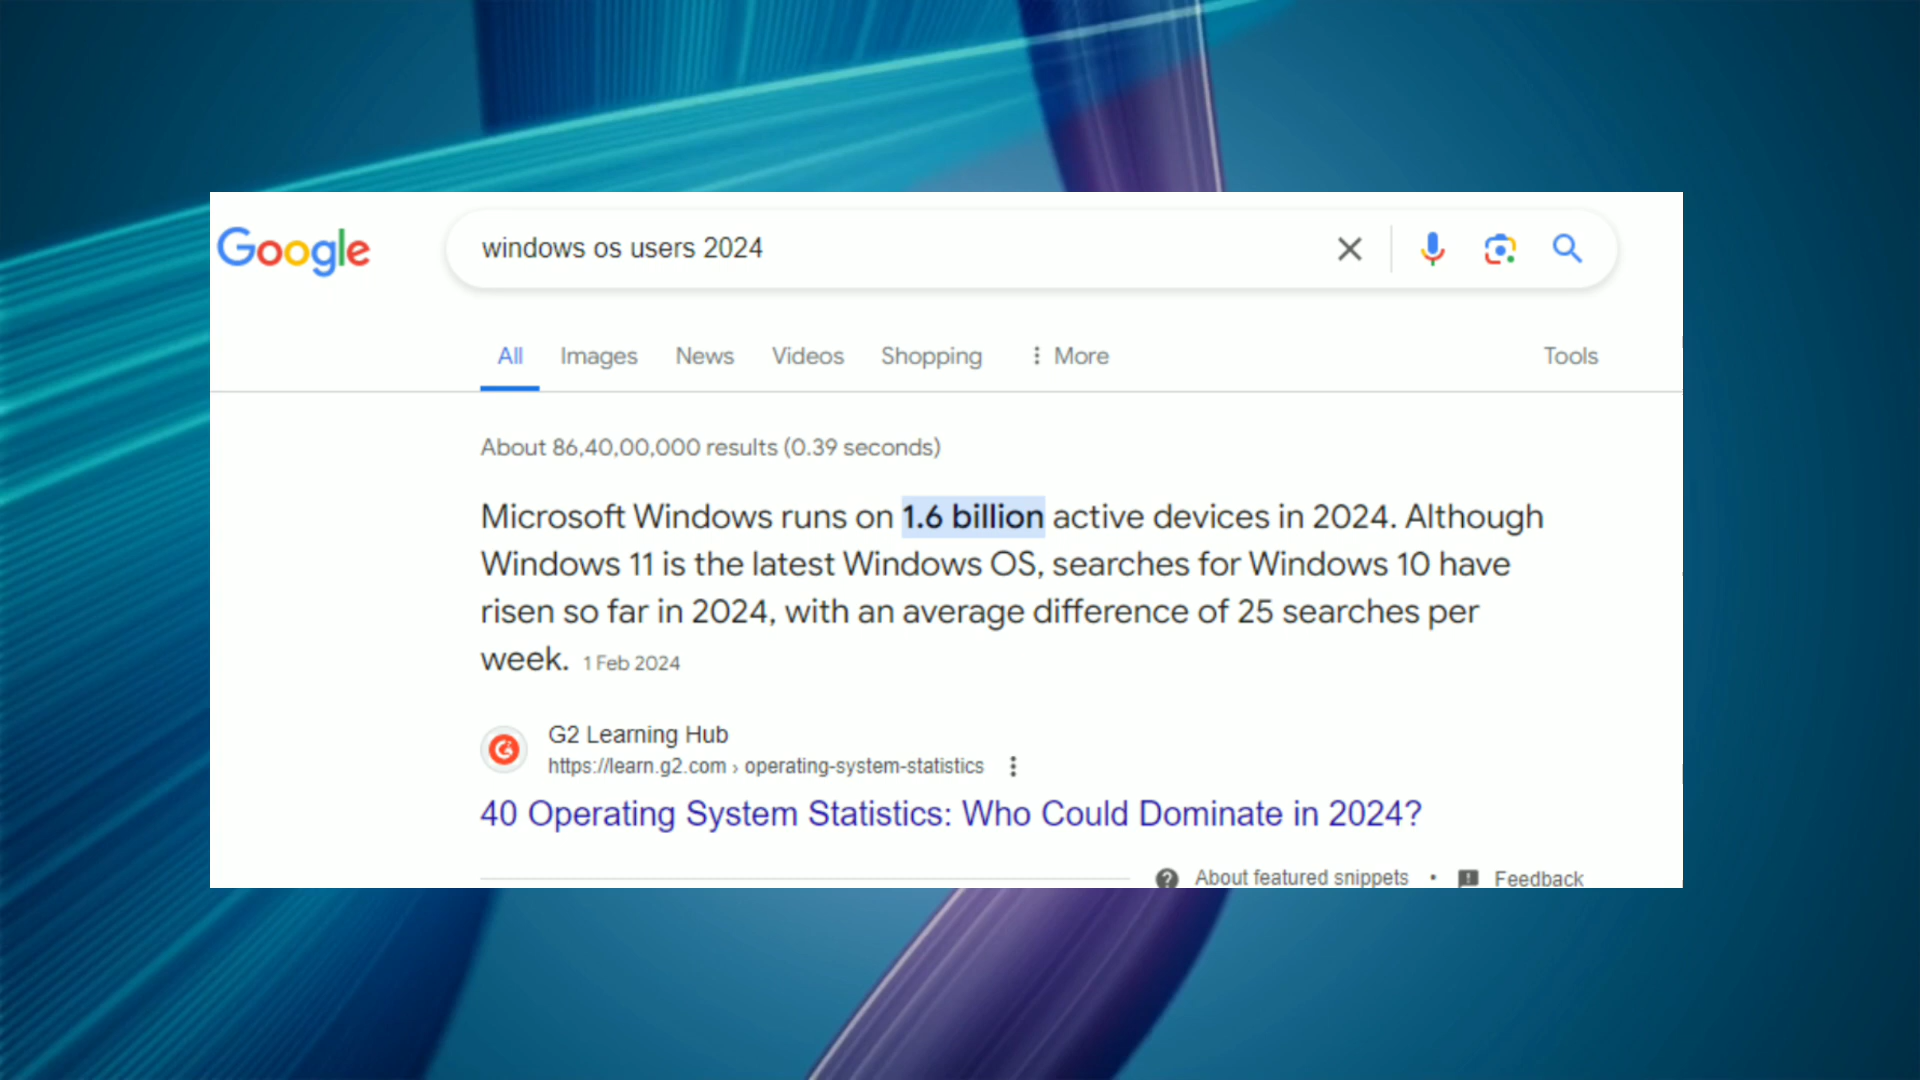 Google
windows os users 2024
All Images News Videos Shopping More Tools
About 86,40,00,000 results (0.39 seconds)
Microsoft Windows runs on 1.6 billion active devices in 2024. Although
Windows 11 is the latest Windows OS, searches for Windows 10 have
risen so far in 2024, with an average difference of 25 searches per
week. 1 Feb 2024
G2 Learning Hub
https://learn.g2.com › operating-system-statistics
40 Operating System Statistics: Who Could Dominate in 2024?
About featured snippets • Feedback